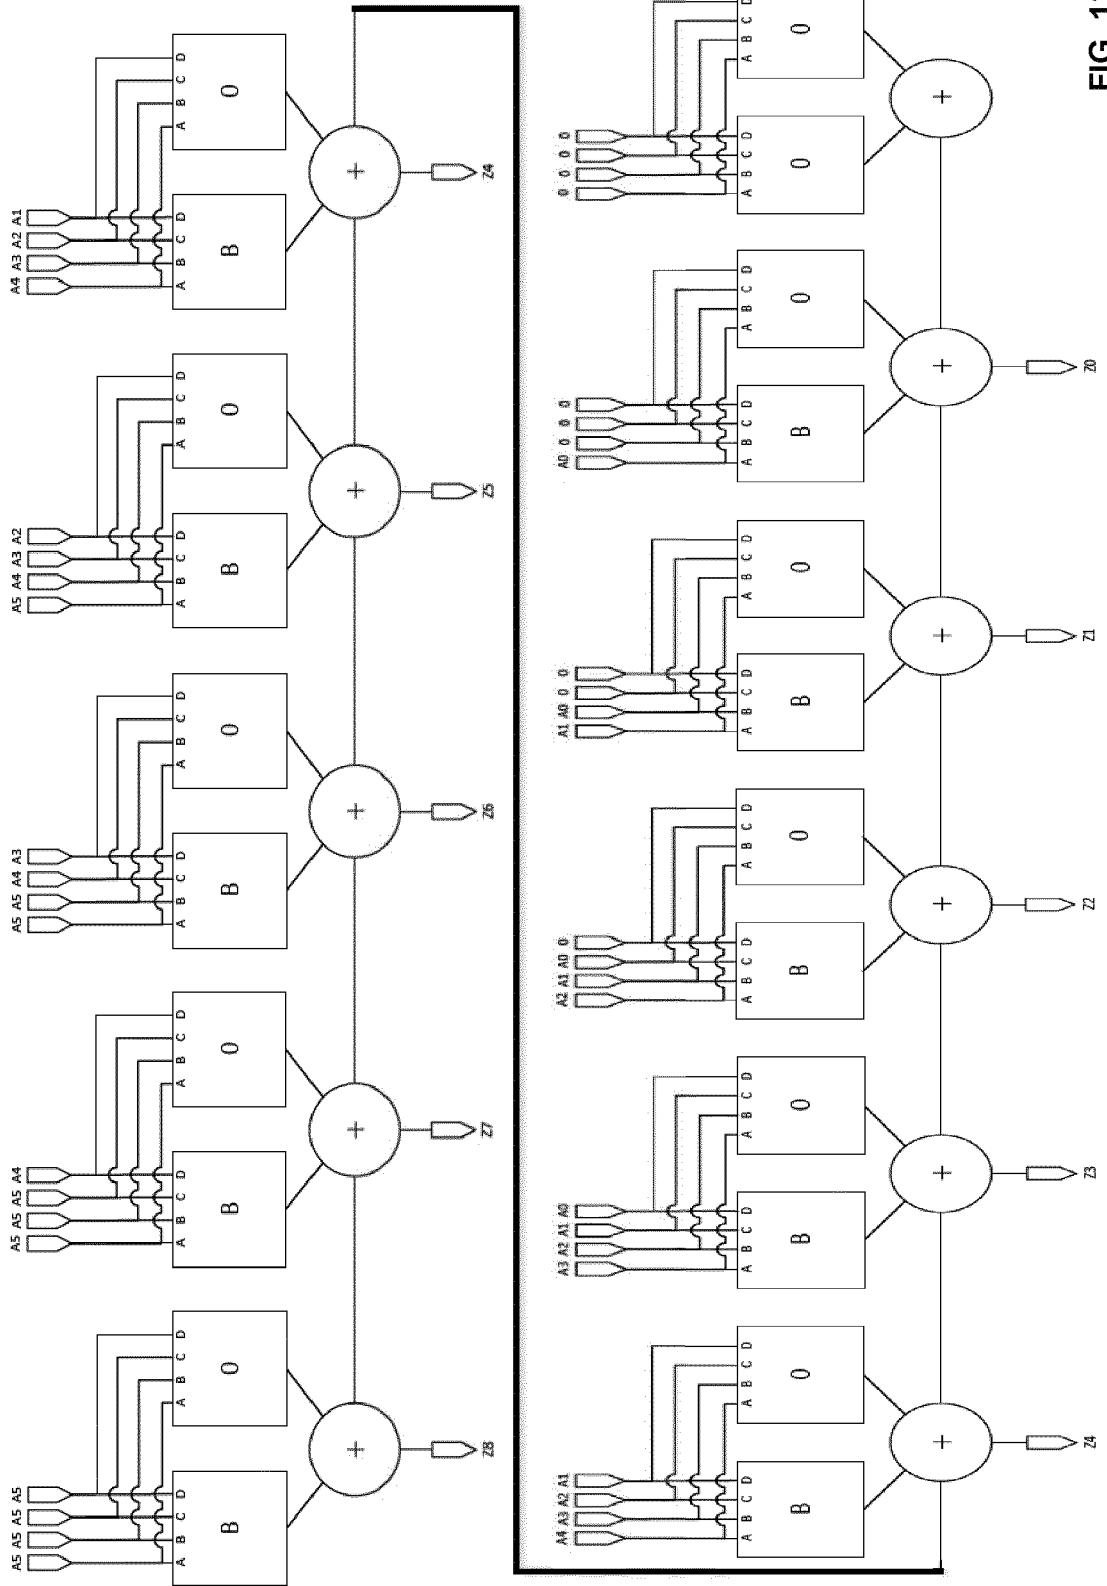 A5 A5 A5 A5
A B C D A B C D
B 0
+
Z8
A5 A5 A5 A4
A B C D A B C D
B 0
+
Z7
A5 A5 A4 A3
A B C D A B C D
B 0
+
Z6
A5 A4 A3 A2
A B C D A B C D
B 0
+
Z5
A4 A3 A2 A1
A B C D A B C D
B 0
+
Z4
A4 A3 A2 A1
A B C D A B C D
B 0
+
Z4
A3 A2 A1 A0
A B C D A B C D
B 0
+
Z3
A2 A1 A0 0
A B C D A B C D
B 0
+
Z2
A1 A0 0 0
A B C D A B C D
B 0
+
Z1
A0 0 0 0
A B C D A B C D
B 0
+
Z0
0 0 0 0
A B C D A B C D
0 0
+
FIG.